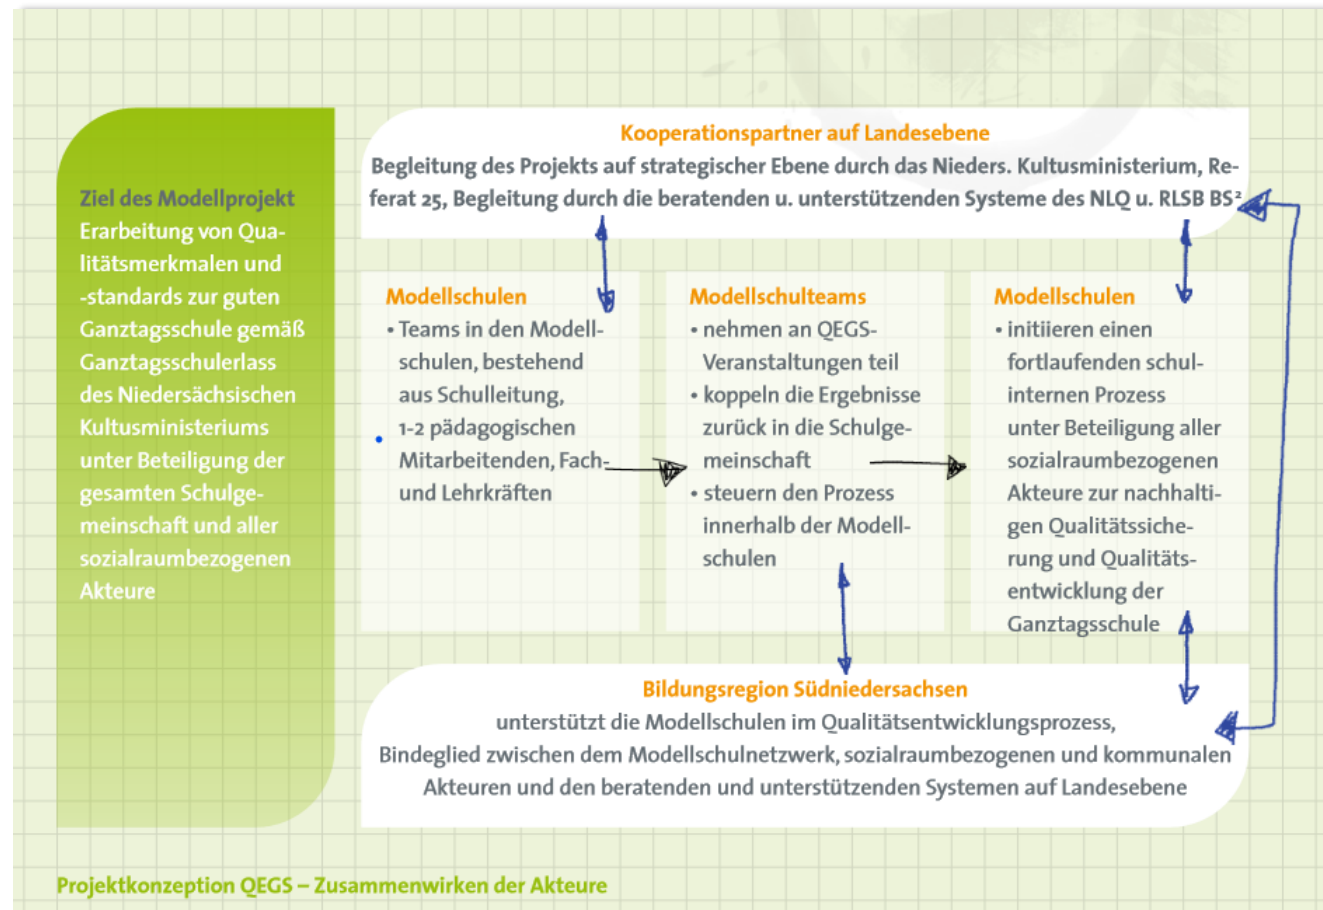 Ziel des Modellprojekt
Erarbeitung von Qua-
litätsmerkmalen und
-standards zur guten
Ganztagsschule gemäß
Ganztagsschulerlass
des Niedersächsischen
Kultusministeriums
unter Beteiligung der
gesamten Schulge-
meinschaft und aller
sozialraumbezogenen
Akteure
Kooperationspartner auf Landesebene
Begleitung des Projekts auf strategischer Ebene durch das Nieders. Kultusministerium, Re-
ferat 25, Begleitung durch die beratenden u. unterstützenden Systeme des NLQ u. RLSB BS²
Modellschulen
• Teams in den Modell-
schulen, bestehend
aus Schulleitung,
1-2 pädagogischen
Mitarbeitenden, Fach-
und Lehrkräften
Modellschulteams
• nehmen an QEGS-
Veranstaltungen teil
• koppeln die Ergebnisse
zurück in die Schulge-
meinschaft
• steuern den Prozess
innerhalb der Modell-
schulen
Modellschulen
• initiieren einen
fortlaufenden schul-
internen Prozess
unter Beteiligung aller
sozialraumbezogenen
Akteure zur nachhalti-
gen Qualitätssiche-
rung und Qualitäts-
entwicklung der
Ganztagsschule
Bildungsregion Südniedersachsen
unterstützt die Modellschulen im Qualitätsentwicklungsprozess,
Bindeglied zwischen dem Modellschulnetzwerk, sozialraumbezogenen und kommunalen
Akteuren und den beratenden und unterstützenden Systemen auf Landesebene
Projektkonzeption QEGS – Zusammenwirken der Akteure